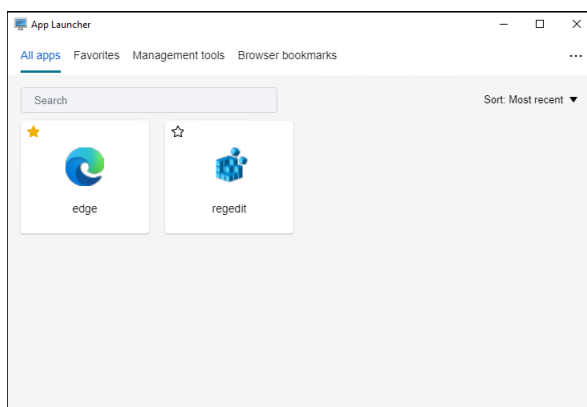 App Launcher
All apps Favorites Management tools Browser bookmarks
Search
Sort: Most recent
edge
regedit